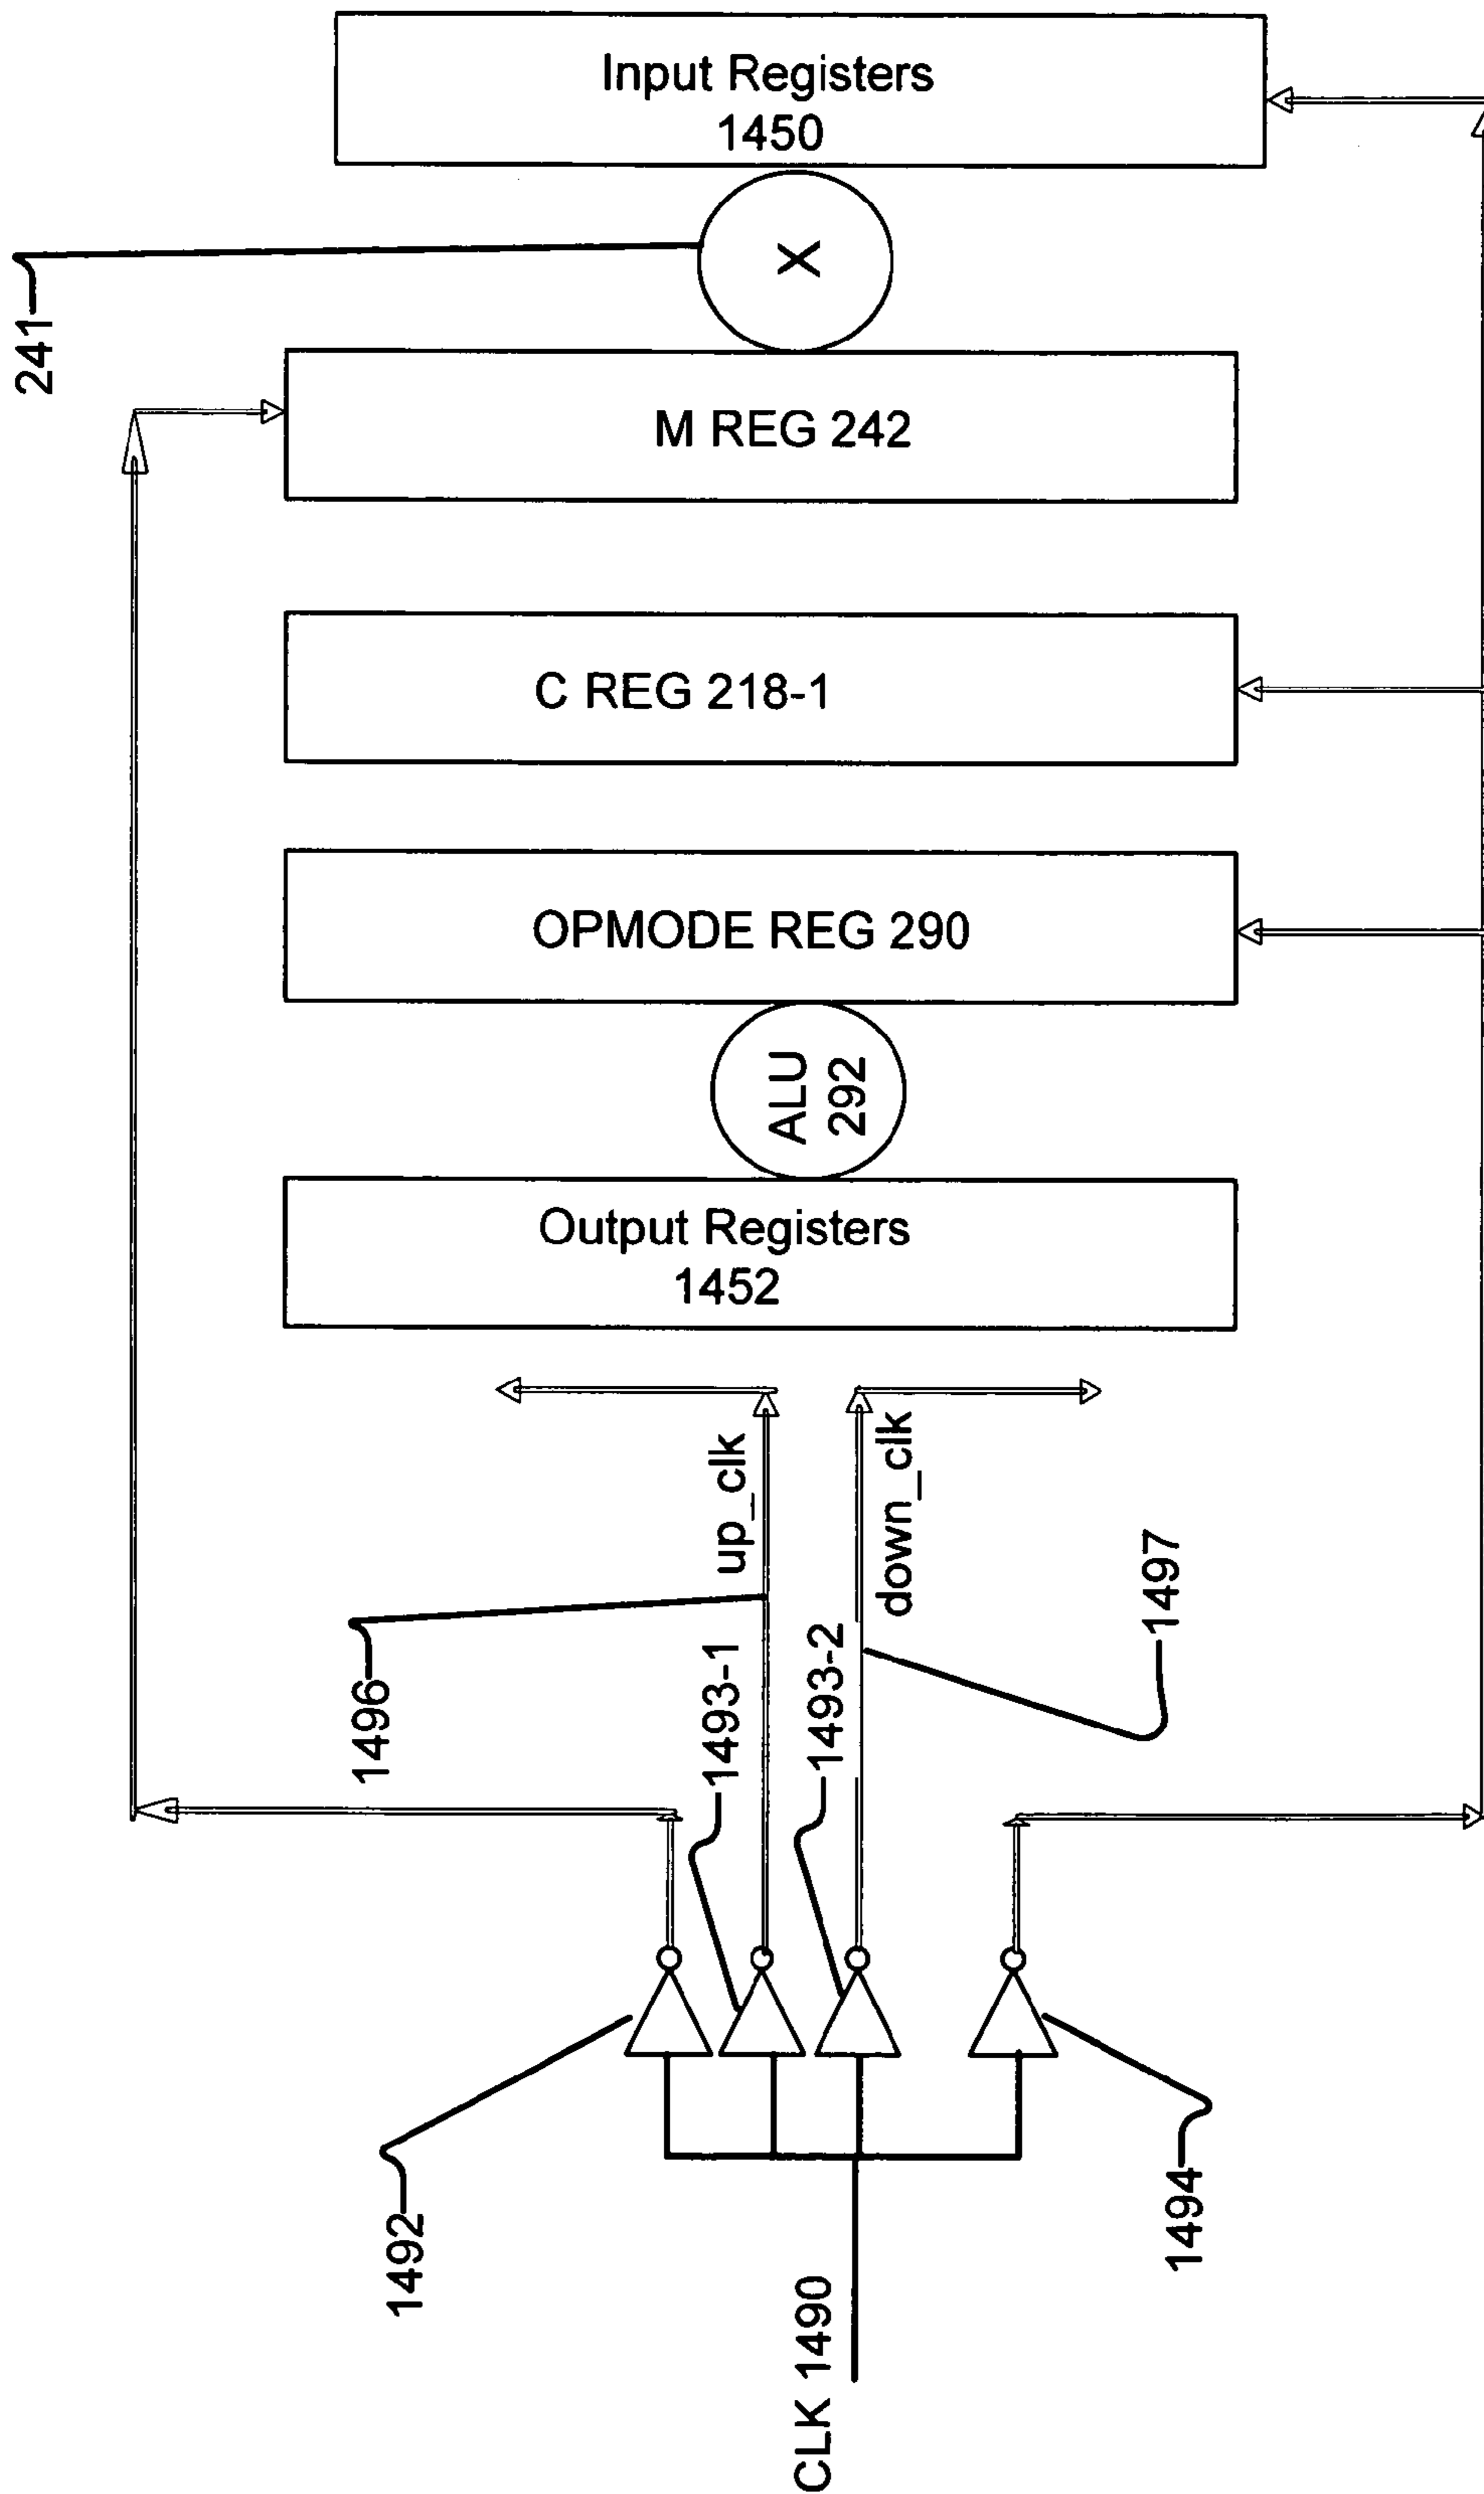 Input Registers
1450
241
X
M REG 242
C REG 218-1
OPMODE REG 290
ALU
292
Output Registers
1452
up_clk
down_clk
1496
1493-1
1493-2
1497
1492
1494
CLK 1490